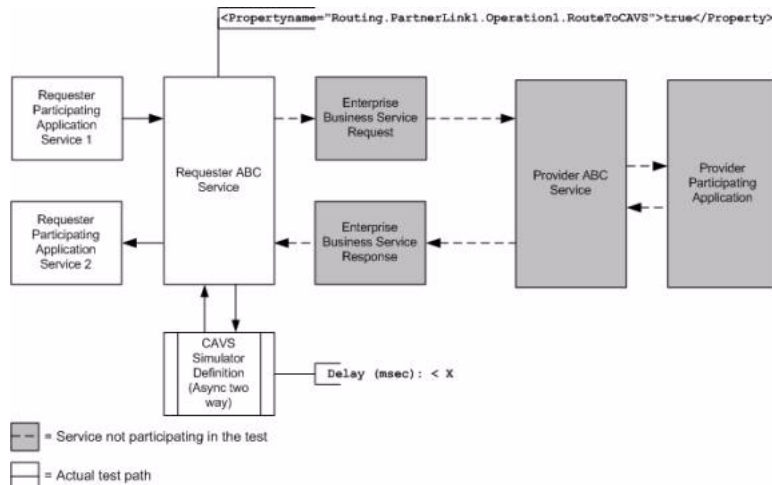 <Propertyname="Routing.PartnerLink1.Operation1.RouteToCAVS">true</Property>
Requester
Participating
Application
Service 1
Requester ABC
Service
Enterprise
Business Service
Request
Provider ABC
Service
Provider
Participating
Application
Requester
Participating
Application
Service 2
Enterprise
Business Service
Response
CAVS
Simulator
Definition
(Async two
way)
Delay (msec): < X
= Service not participating in the test
= Actual test path